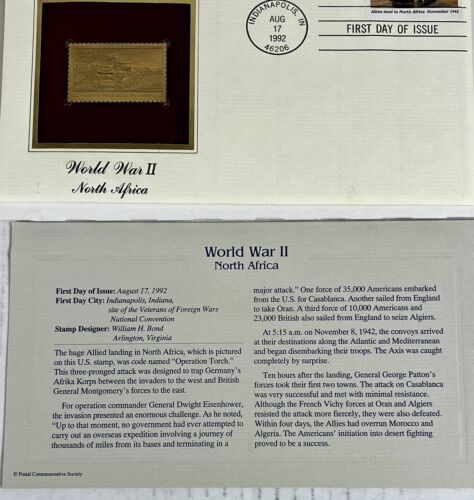 INDIANAPOLIS, IN
AUG
17
1992
46206
Allies land in North Africa, November 1942
FIRST DAY OF ISSUE
World War II
North Africa
World War II
North Africa
First Day of Issue: August 17, 1992
First Day City: Indianapolis, Indiana,
site of the Veterans of Foreign Wars
National Convention
Stamp Designer: William H. Bond
Arlington, Virginia
The huge Allied landing in North Africa, which is pictured
on this U.S. stamp, was code named "Operation Torch."
This three-pronged attack was designed to trap Germany's
Afrika Korps between the invaders to the west and British
General Montgomery's forces to the east.
For operation commander General Dwight Eisenhower,
the invasion presented an enormous challenge. As he noted,
"Up to that moment, no government had ever attempted to
carry out an overseas expedition involving a journey of
thousands of miles from its bases and terminating in a
major attack." One force of 35,000 Americans embarked
from the U.S. for Casablanca. Another sailed from England
to take Oran. A third force of 10,000 Americans and
23,000 British also sailed from England to seize Algiers.
At 5:15 a.m. on November 8, 1942, the convoys arrived
at their destinations along the Atlantic and Mediterranean
and began disembarking their troops. The Axis was caught
completely by surprise.
Ten hours after the landing, General George Patton's
forces took their first two towns. The attack on Casablanca
was very successful and met with minimal resistance.
Although the French Vichy forces at Oran and Algiers
resisted the attack more fiercely, they were also defeated.
Within four days, the Allies had overrun Morocco and
Algeria. The Americans' initiation into desert fighting
proved to be a success.
© Postal Commemorative Society